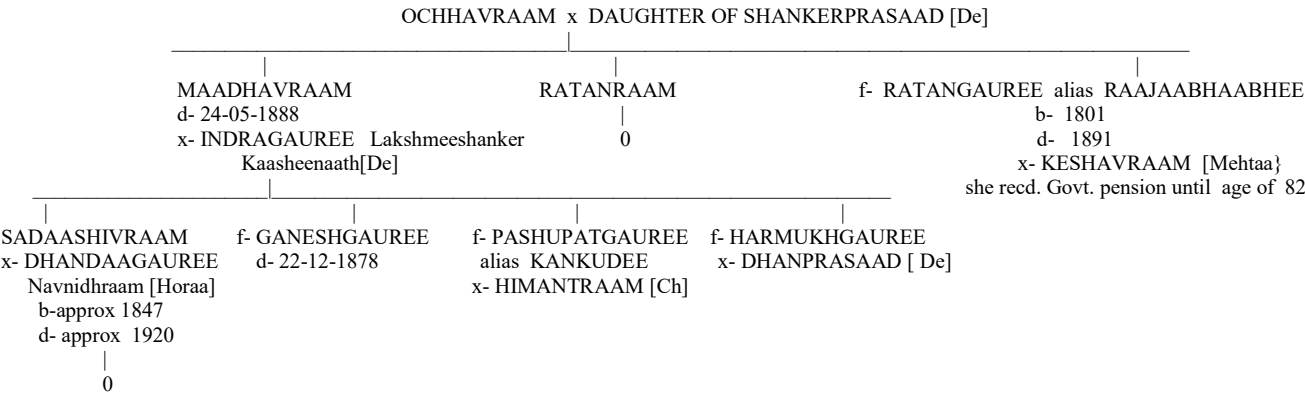 OCHHAVRAAM x DAUGHTER OF SHANKERPRASAAD [De]
MAADHAVRAAM RATANRAAM f- RATANGAUREE alias RAAJAABHAABHEE
d- 24-05-1888 b- 1801
x- INDRAGAUREE Lakshmeeshanker 0 d- 1891
Kaasheenaath[De] x- KESHAVRAAM [Mehtaa}
she recd. Govt. pension until age of 82
SADAASHIVRAAM f- GANESHGAUREE f- PASHUPATGAUREE f- HARMUKHGAUREE
x- DHANDAAGAUREE d- 22-12-1878 alias KANKUDEE x- DHANPRASAAD [ De]
Navnidhraam [Horaa] x- HIMANTRAAM [Ch]
b-approx 1847
d- approx 1920
0